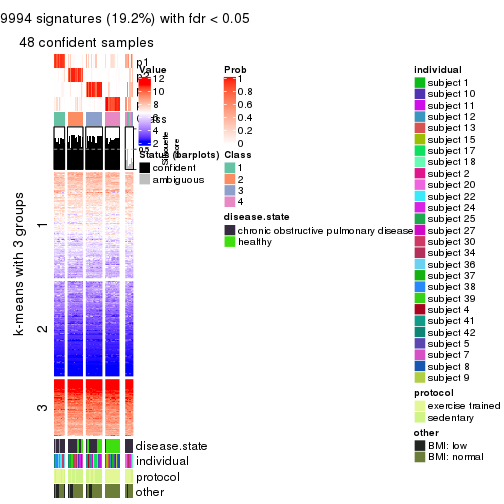 9994 signatures (19.2%) with fdr < 0.05
48 confident samples
p1
Value
12
10
8
6
4
2
Prob
1
0.8
0.6
0.4
0.2
0
Status (barplots)
confident
ambiguous
Class
1
2
3
4
disease.state
chronic obstructive pulmonary disease
healthy
individual
subject 1
subject 10
subject 11
subject 12
subject 13
subject 15
subject 17
subject 18
subject 2
subject 20
subject 22
subject 24
subject 25
subject 27
subject 30
subject 34
subject 36
subject 37
subject 38
subject 39
subject 4
subject 41
subject 42
subject 5
subject 7
subject 8
subject 9
protocol
exercise trained
sedentary
other
BMI: low
BMI: normal
k-means with 3 groups
1
2
3
disease.state
individual
protocol
other